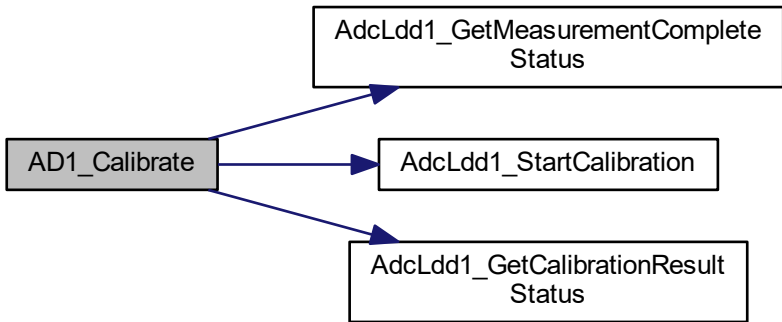 AdcLdd1_GetMeasurementComplete
Status
AD1_Calibrate
AdcLdd1_StartCalibration
AdcLdd1_GetCalibrationResult
Status